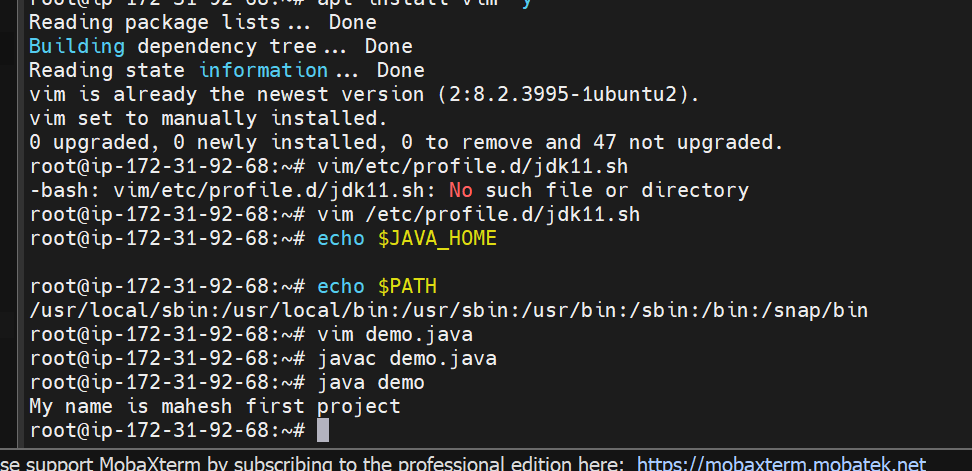 root@ip-172-31-92-68:~# apt install vim -y
Reading package lists... Done
Building dependency tree... Done
Reading state information... Done
vim is already the newest version (2:8.2.3995-1ubuntu2).
vim set to manually installed.
0 upgraded, 0 newly installed, 0 to remove and 47 not upgraded.
root@ip-172-31-92-68:~# vim/etc/profile.d/jdk11.sh
-bash: vim/etc/profile.d/jdk11.sh: No such file or directory
root@ip-172-31-92-68:~# vim /etc/profile.d/jdk11.sh
root@ip-172-31-92-68:~# echo $JAVA_HOME
root@ip-172-31-92-68:~# echo $PATH
/usr/local/sbin:/usr/local/bin:/usr/sbin:/usr/bin:/sbin:/bin:/snap/bin
root@ip-172-31-92-68:~# vim demo.java
root@ip-172-31-92-68:~# javac demo.java
root@ip-172-31-92-68:~# java demo
My name is mahesh first project
root@ip-172-31-92-68:~#
se support MobaXterm by subscribing to the professional edition here: https://mobaxterm.mobatek.net